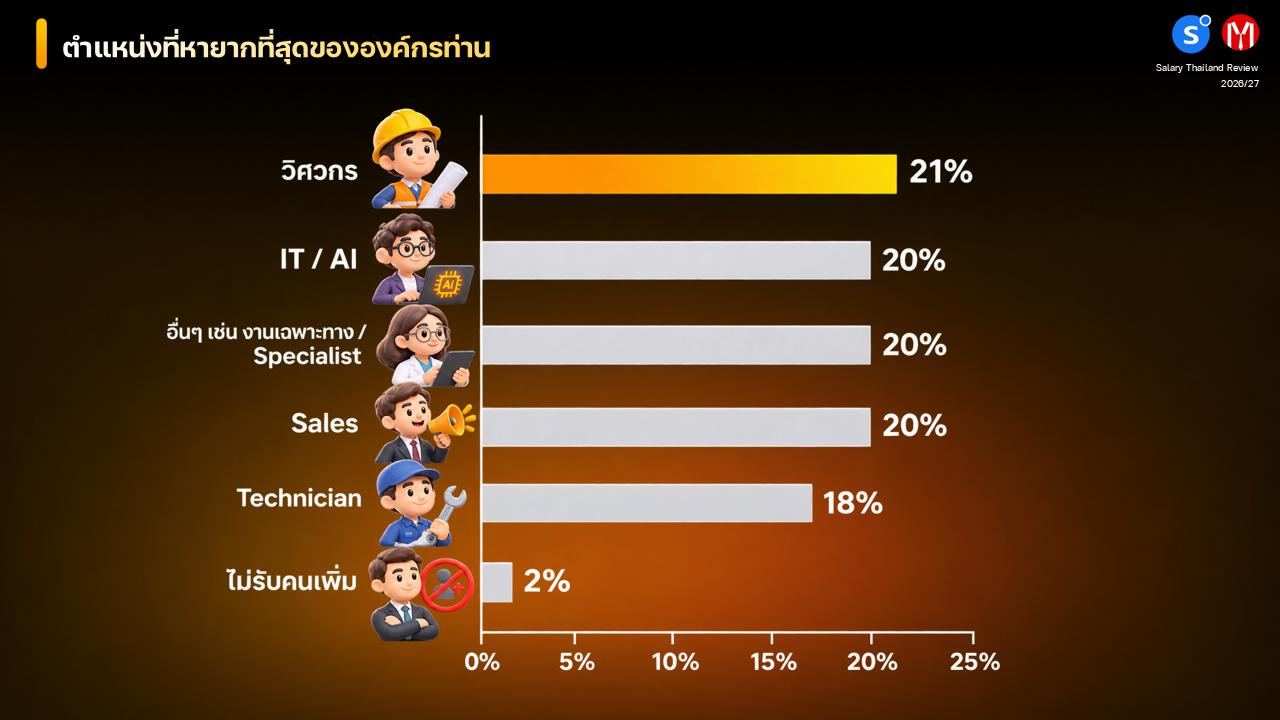 ตำแหน่งที่หายากที่สุดขององค์กรท่าน
S
Salary Thailand Review
2026/27
วิศวกร
21%
IT / AI
AI
20%
อื่นๆ เช่น งานเฉพาะทาง /
Specialist
20%
Sales
20%
Technician
18%
ไม่รับคนเพิ่ม
2%
0% 5% 10% 15% 20% 25%